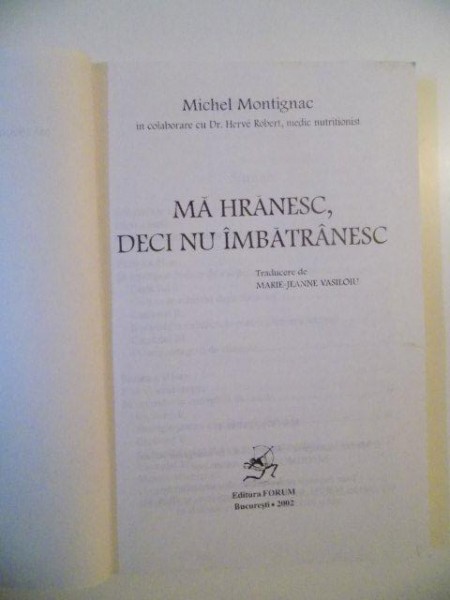 Michel Montignac
in colaborare cu Dr. Hervé Robert, medic nutriționist
MĂ HRĂNESC,
DECI NU ÎMBĂTRÂNESC
Traducere de
MARIE-JEANNE VASILOIU
Editura FORUM
București • 2002